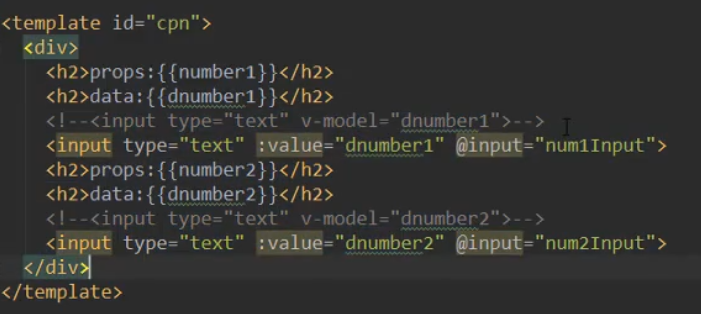 <template id="cpn">
<div>
<h2>props:{{number1}}</h2>
<h2>data:{{dnumber1}}</h2>
<!--<input type="text" v-model="dnumber1">-->
<input type="text" :value="dnumber1" @input="num1Input">
<h2>props:{{number2}}</h2>
<h2>data:{{dnumber2}}</h2>
<!--<input type="text" v-model="dnumber2">-->
<input type="text" :value="dnumber2" @input="num2Input">
</div>
</template>